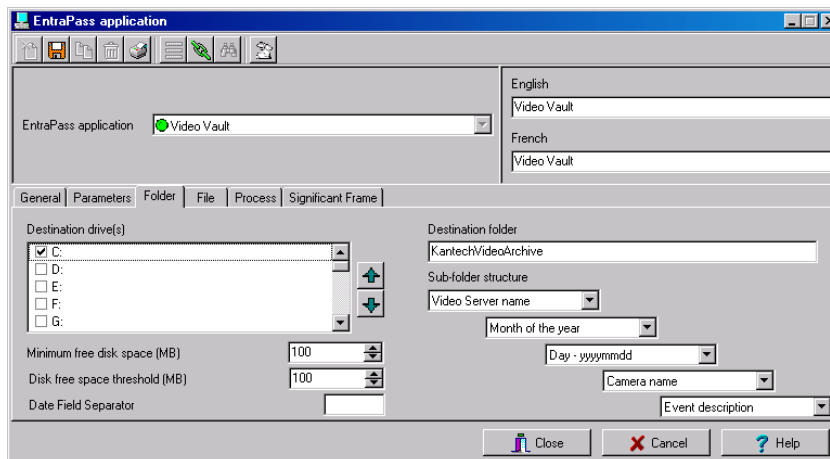 EntraPass application
English
Video Vault
EntraPass application
Video Vault
French
Video Vault
General
Parameters
Folder
File
Process
Significant Frame
Destination drive(s)
C:
D:
E:
F:
G:
Minimum free disk space (MB)
100
Disk free space threshold (MB)
100
Date Field Separator
Destination folder
KantechVideoArchive
Sub-folder structure
Video Server name
Month of the year
Day - yyyymmdd
Camera name
Event description
Close
Cancel
Help